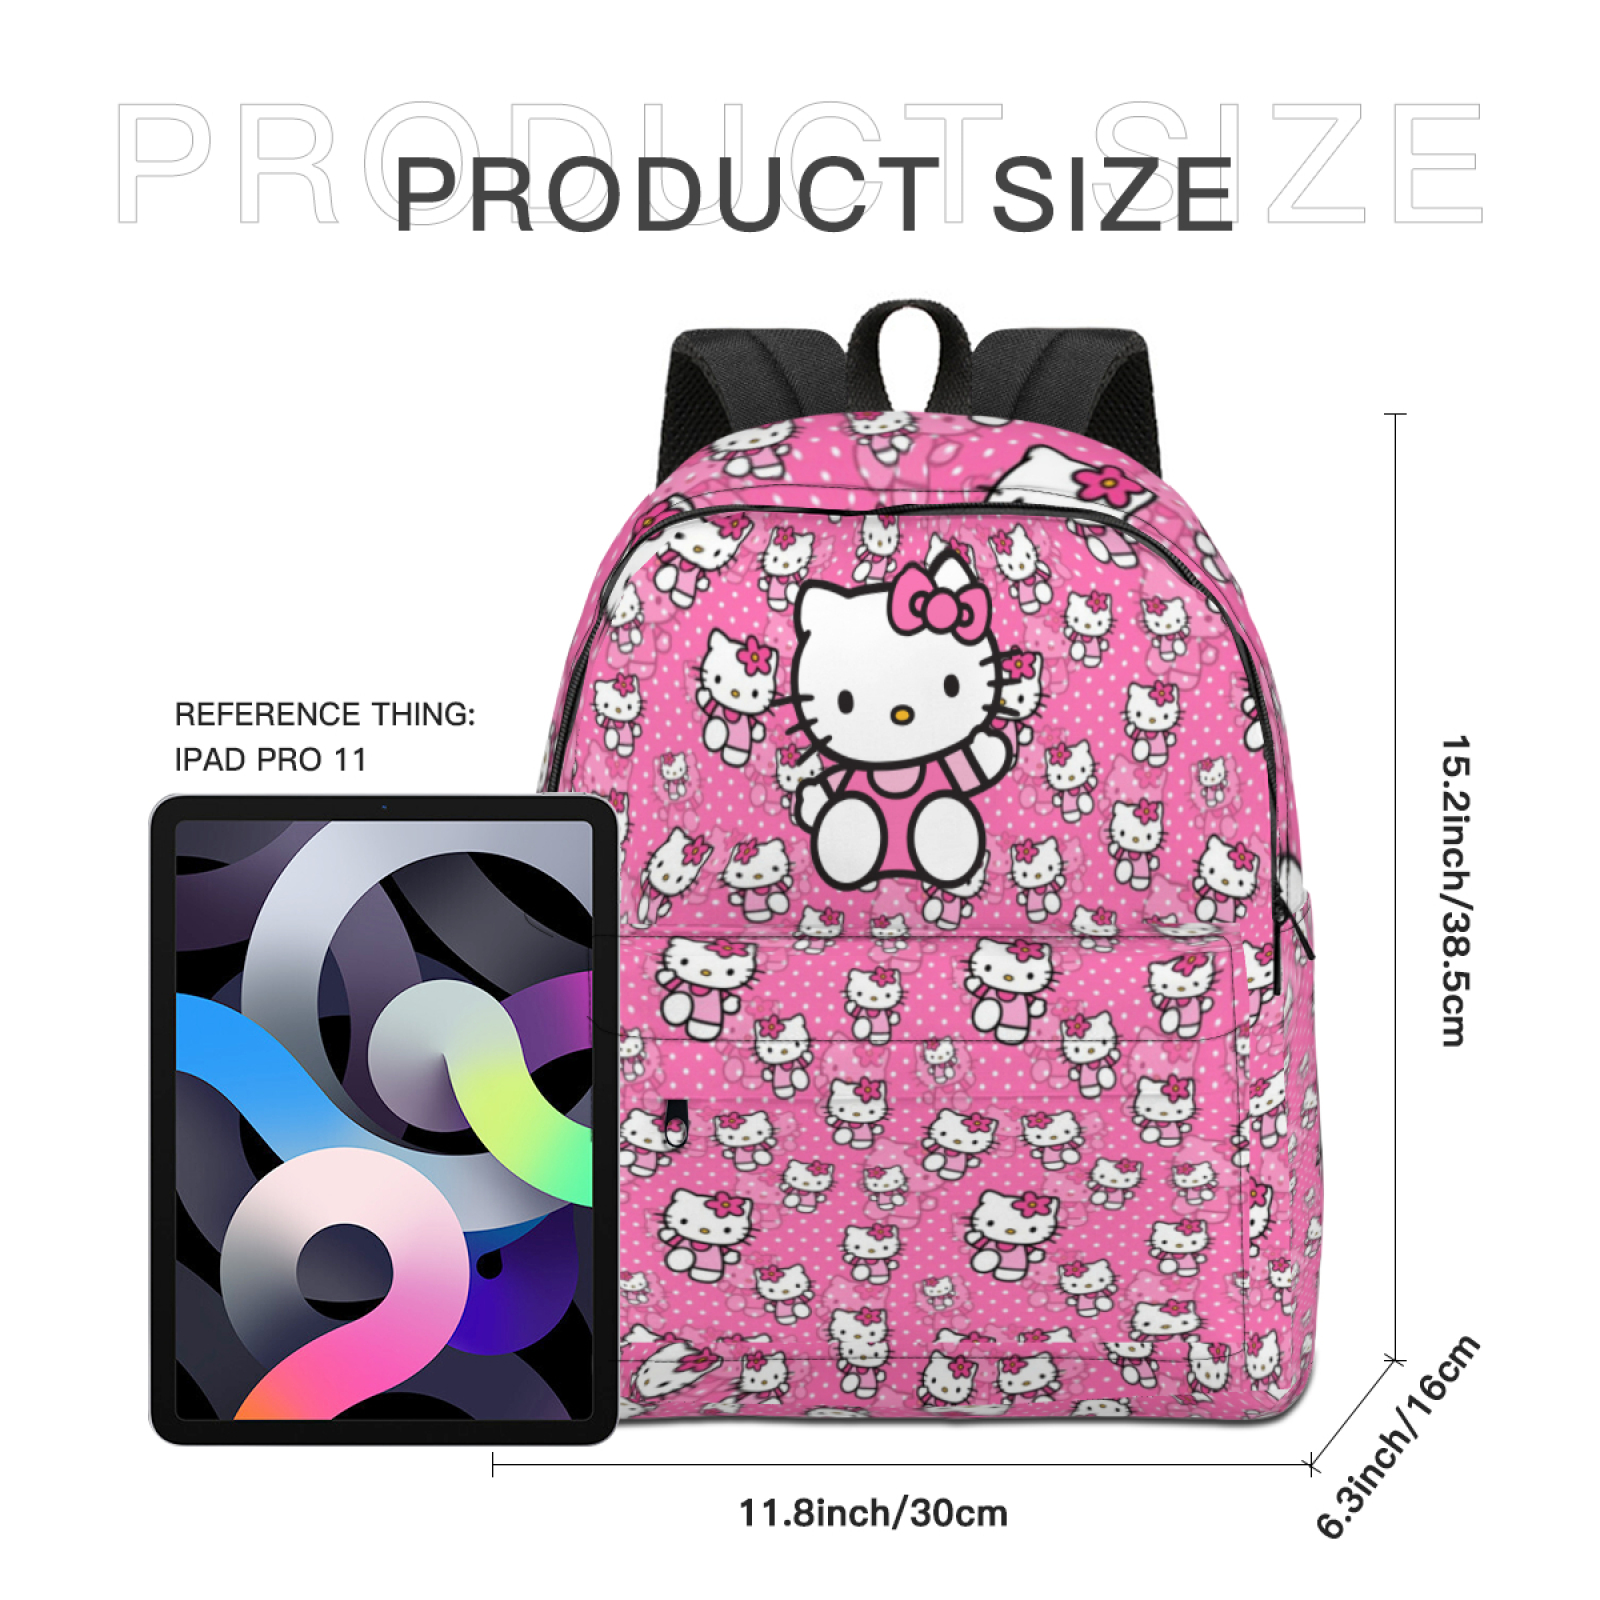 PRODUCT SIZE
PRODUCT SIZE
REFERENCE THING:
IPAD PRO 11
15.2inch/38.5cm
6.3inch/16cm
11.8inch/30cm